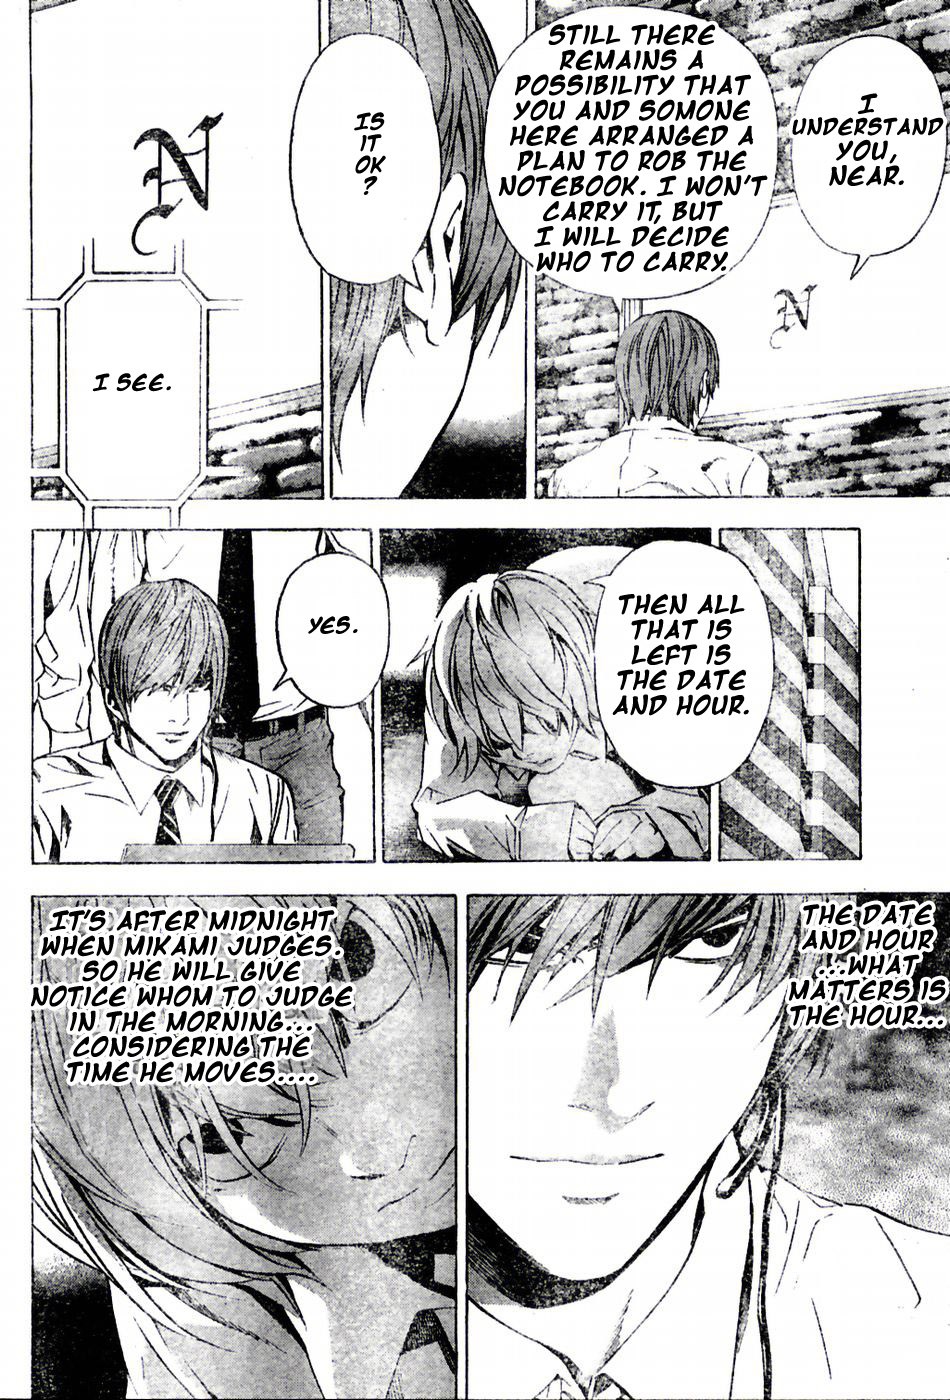 I
UNDERSTAND
YOU,
NEAR.
STILL THERE
REMAINS A
POSSIBILITY THAT
YOU AND SOMONE
HERE ARRANGED A
PLAN TO ROB THE
NOTEBOOK. I WON'T
CARRY IT, BUT
I WILL DECIDE
WHO TO CARRY.
N
IS
IT
OK
?
N
I SEE.
THEN ALL
THAT IS
LEFT IS
THE DATE
AND HOUR.
YES.
THE DATE
AND HOUR
...WHAT
MATTERS IS
THE HOUR...
IT'S AFTER MIDNIGHT
WHEN MIKAMI JUDGES.
SO HE WILL GIVE
NOTICE WHOM TO JUDGE
IN THE MORNING...
CONSIDERING THE
TIME HE MOVES....